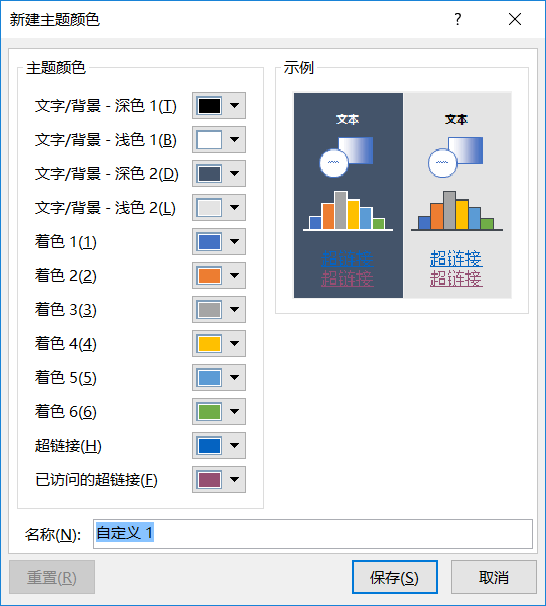 新建主题颜色
?
主题颜色
文字/背景 - 深色 1(T)
文字/背景 - 浅色 1(B)
文字/背景 - 深色 2(D)
文字/背景 - 浅色 2(L)
着色 1(1)
着色 2(2)
着色 3(3)
着色 4(4)
着色 5(5)
着色 6(6)
超链接(H)
已访问的超链接(F)
示例
文本 文本
超链接 超链接
超链接 超链接
名称(N): 自定义 1
重置(R) 保存(S) 取消